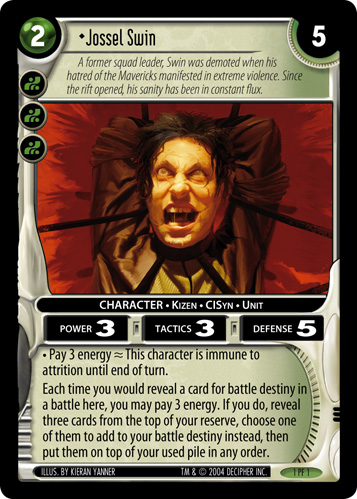 2 •Jossel Swin 5
A former squad leader, Swin was demoted when his
hatred of the Mavericks manifested in extreme violence. Since
the rift opened, his sanity has been in constant flux.
CHARACTER • KIZEN • CISYN • UNIT
POWER 3 TACTICS 3 DEFENSE 5
• Pay 3 energy ≈ This character is immune to
attrition until end of turn.
Each time you would reveal a card for battle destiny in
a battle here, you may pay 3 energy. If you do, reveal
three cards from the top of your reserve, choose one
of them to add to your battle destiny instead, then
put them on top of your used pile in any order.
ILLUS. BY KIERAN YANNER TM & © 2004 DECIPHER INC. 1 PF 1